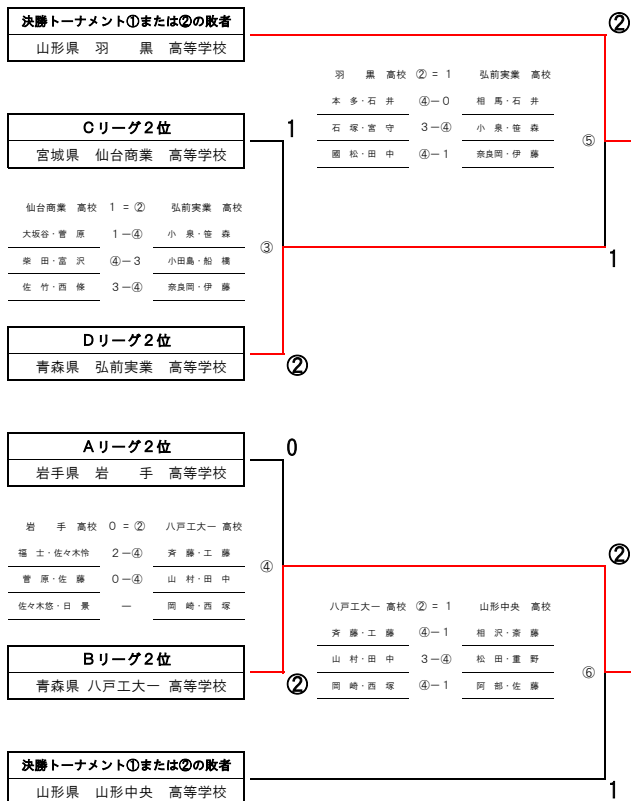 決勝トーナメント①または②の敗者
山形県 羽 黒 高等学校
②
羽 黒 高校 ② = 1 弘前実業 高校
本 多・石 井 ④－0 相 馬・石 井
石 塚・宮 守 3－④ 小 泉・笹 森
國 松・田 中 ④－1 奈良岡・伊 藤
⑤
1
Cリーグ2位
宮城県 仙台商業 高等学校
1
仙台商業 高校 1 = ② 弘前実業 高校
大坂谷・菅 原 1－④ 小 泉・笹 森
柴 田・富 沢 ④－3 小田島・船 橋
佐 竹・西 條 3－④ 奈良岡・伊 藤
③
Dリーグ2位
青森県 弘前実業 高等学校
②
Aリーグ2位
岩手県 岩 手 高等学校
0
岩 手 高校 0 = ② 八戸工大一 高校
福 士・佐々木怜 2－④ 斉 藤・工 藤
菅 原・佐 藤 0－④ 山 村・田 中
佐々木悠・日 景 － 岡 崎・西 塚
④
Bリーグ2位
青森県 八戸工大一 高等学校
②
②
八戸工大一 高校 ② = 1 山形中央 高校
斉 藤・工 藤 ④－1 相 沢・斎 藤
山 村・田 中 3－④ 松 田・重 野
岡 崎・西 塚 ④－1 阿 部・佐 藤
⑥
決勝トーナメント①または②の敗者
山形県 山形中央 高等学校
1